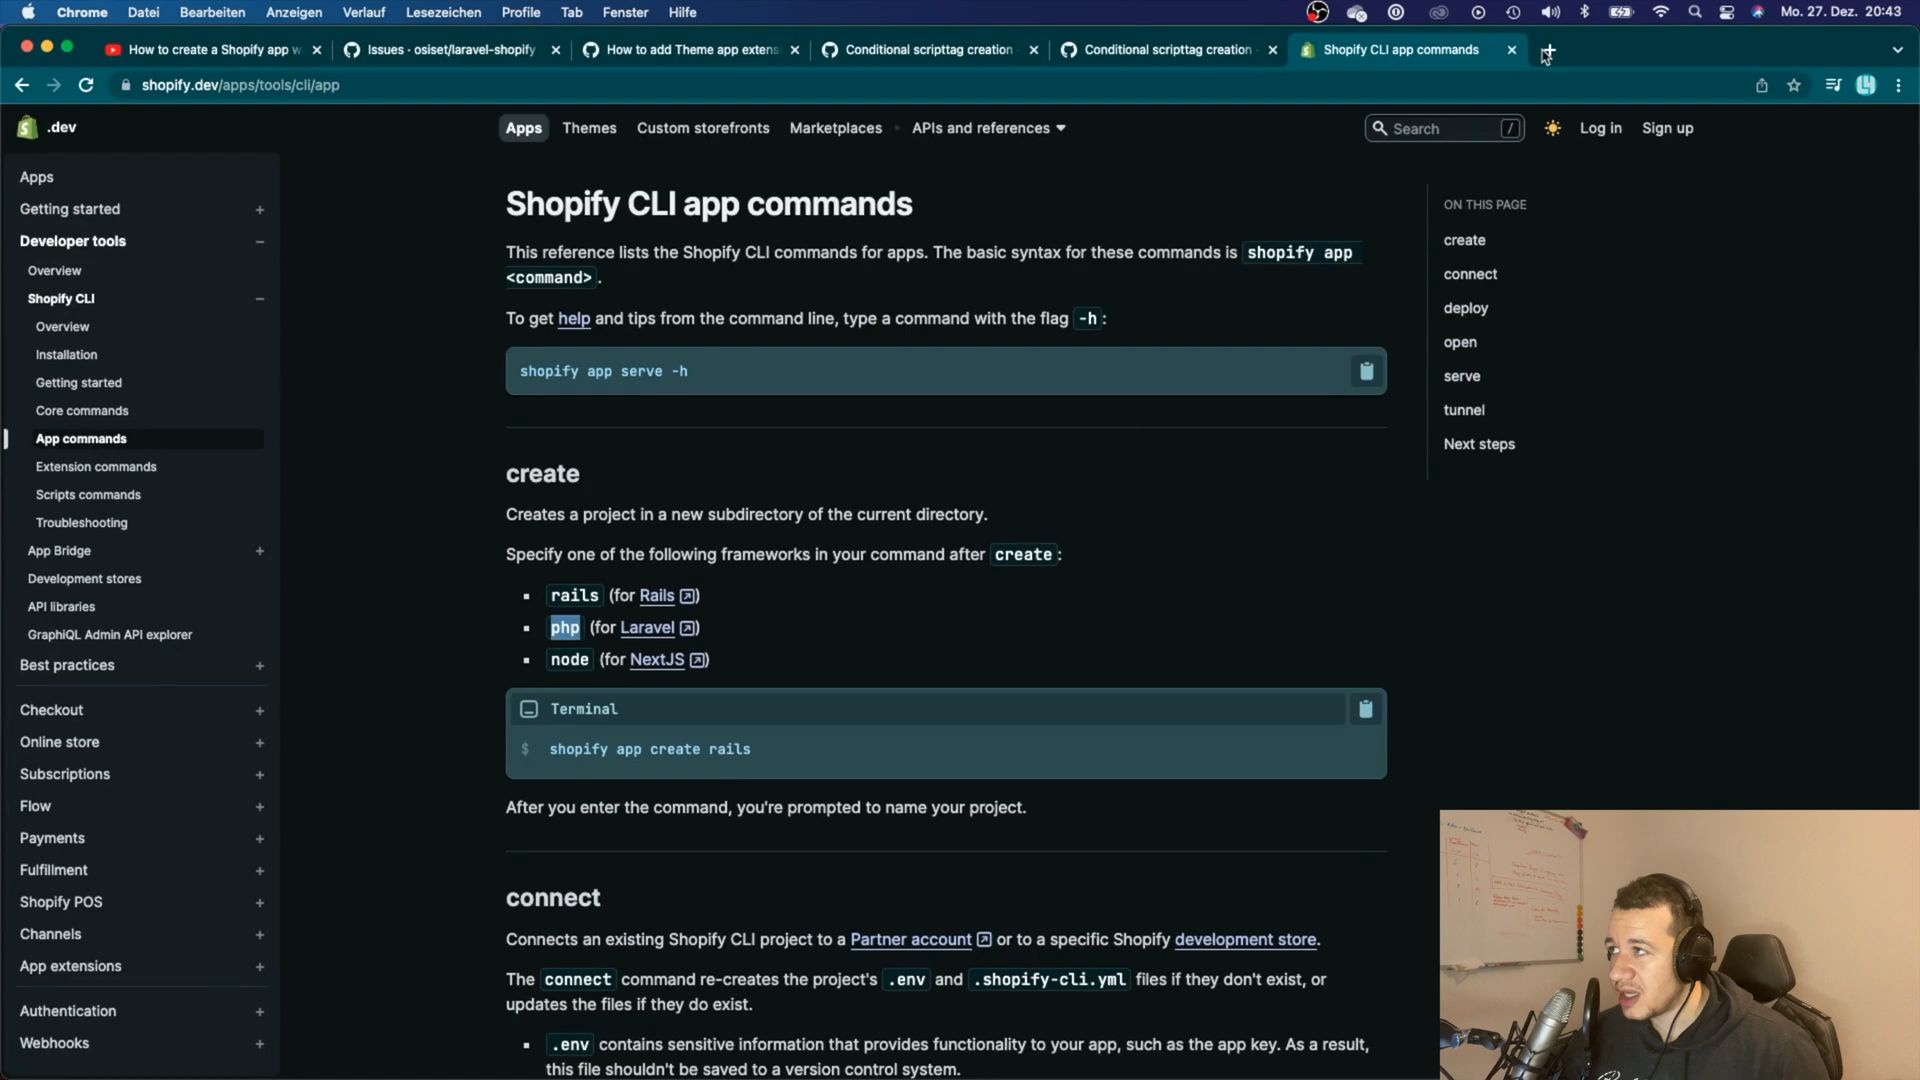 Chrome Datei Bearbeiten Anzeigen Verlauf Lesezeichen Profile Tab Fenster Hilfe Mo. 27. Dez. 20:43
How to create a Shopify app w Issues · osiset/laravel-shopify How to add Theme app extens Conditional scripttag creation Conditional scripttag creation Shopify CLI app commands
shopify.dev/apps/tools/cli/app
.dev Apps Themes Custom storefronts Marketplaces APIs and references Search / Log in Sign up
Apps
Getting started
Developer tools
Overview
Shopify CLI
Overview
Installation
Getting started
Core commands
App commands
Extension commands
Scripts commands
Troubleshooting
App Bridge
Development stores
API libraries
GraphiQL Admin API explorer
Best practices
Checkout
Online store
Subscriptions
Flow
Payments
Fulfillment
Shopify POS
Channels
App extensions
Authentication
Webhooks
Shopify CLI app commands
This reference lists the Shopify CLI commands for apps. The basic syntax for these commands is shopify app
<command>.
To get help and tips from the command line, type a command with the flag -h:
shopify app serve -h
create
Creates a project in a new subdirectory of the current directory.
Specify one of the following frameworks in your command after create:
rails (for Rails)
php (for Laravel)
node (for NextJS)
Terminal
$ shopify app create rails
After you enter the command, you're prompted to name your project.
connect
Connects an existing Shopify CLI project to a Partner account or to a specific Shopify development store.
The connect command re-creates the project's .env and .shopify-cli.yml files if they don't exist, or
updates the files if they do exist.
.env contains sensitive information that provides functionality to your app, such as the app key. As a result,
this file shouldn't be saved to a version control system.
ON THIS PAGE
create
connect
deploy
open
serve
tunnel
Next steps